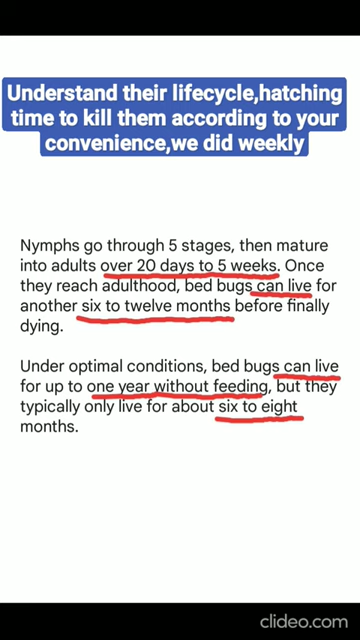 Understand their lifecycle,hatching
time to kill them according to your
convenience,we did weekly
Nymphs go through 5 stages, then mature
into adults over 20 days to 5 weeks. Once
they reach adulthood, bed bugs can live for
another six to twelve months before finally
dying.
Under optimal conditions, bed bugs can live
for up to one year without feeding, but they
typically only live for about six to eight
months.
clideo.com